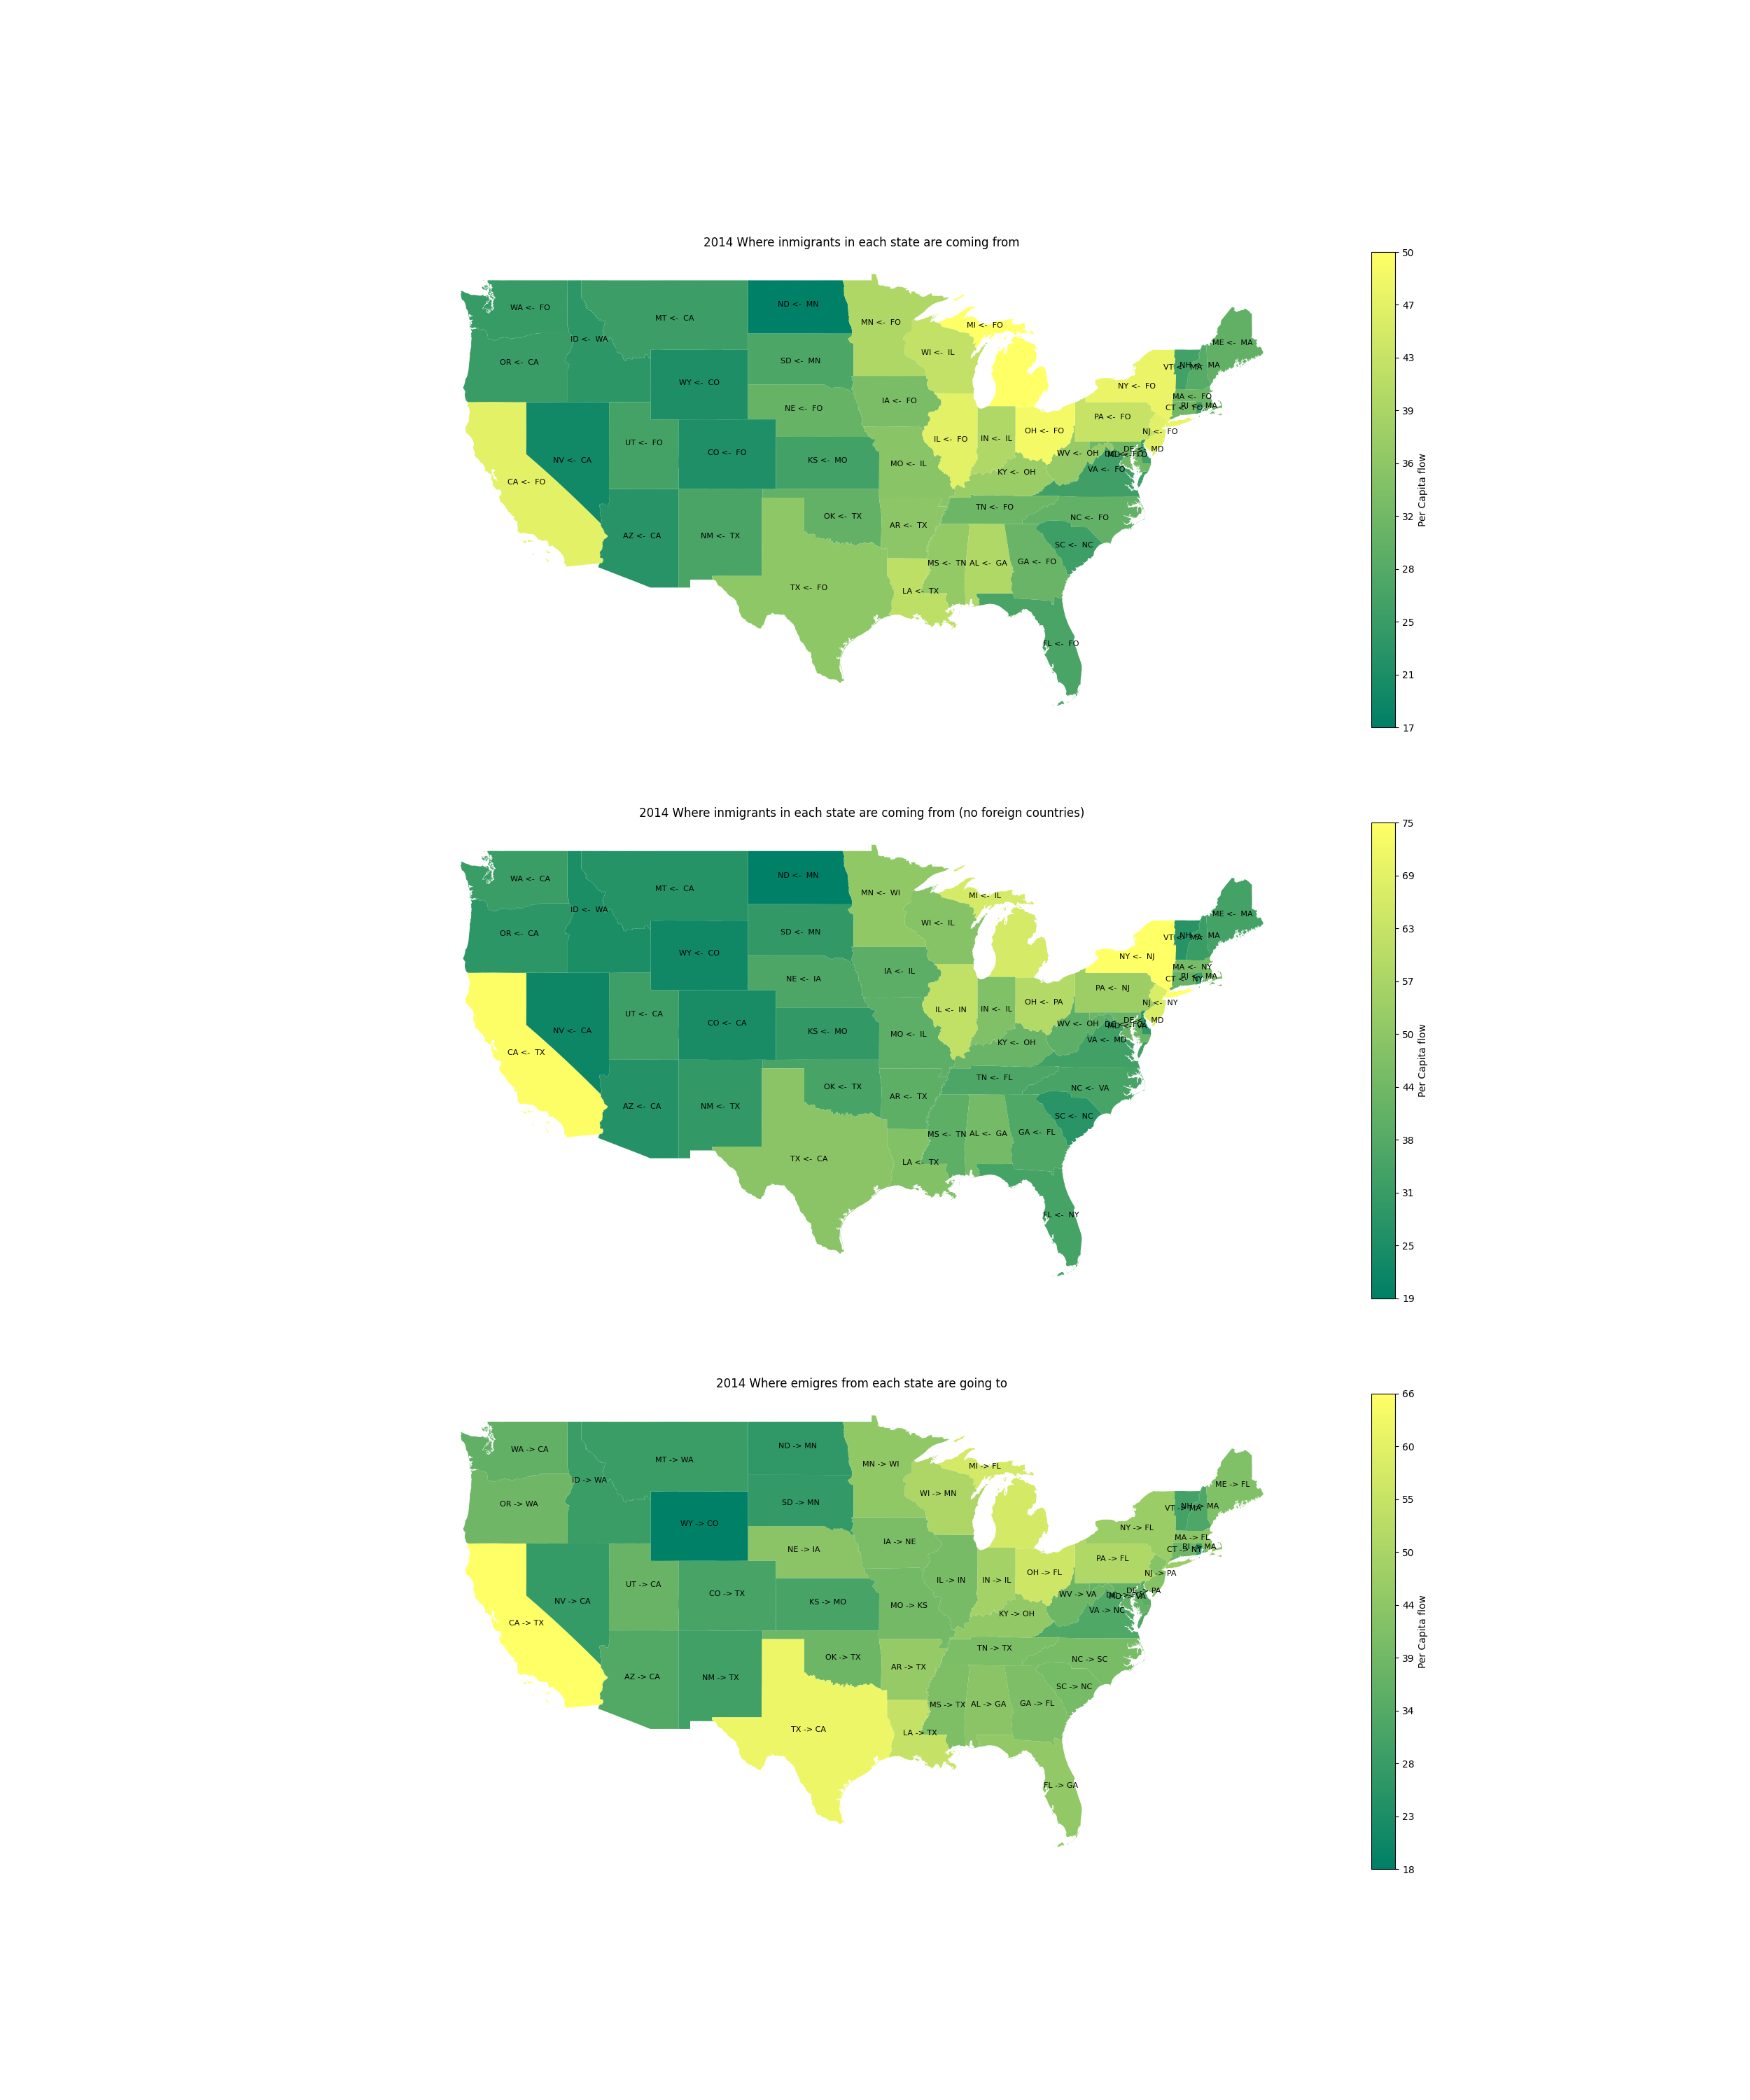 2014 Where inmigrants in each state are coming from
WA <-  FO
MT <-  CA
ND <-  MN
MN <-  FO
MI <-  FO
ID <-  WA
ME <-  MA
OR <-  CA
SD <-  MN
WI <-  IL
WY <-  CO
NY <-  FO
NE <-  FO
IA <-  FO
MA <-  FO
PA <-  FO
UT <-  FO
CO <-  FO
IL <-  FO
IN <-  IL
OH <-  FO
NJ <-  FO
NV <-  CA
KS <-  MO
MO <-  IL
WV <-  OH
KY <-  OH
VA <-  FO
CA <-  FO
OK <-  TX
AR <-  TX
TN <-  FO
NC <-  FO
AZ <-  CA
NM <-  TX
SC <-  NC
MS <-  TN
AL <-  GA
GA <-  FO
TX <-  FO
LA <-  TX
FL <-  FO
50
47
43
39
36
32
28
25
21
17
Per Capita flow
2014 Where inmigrants in each state are coming from (no foreign countries)
WA <-  CA
MT <-  CA
ND <-  MN
MN <-  WI
MI <-  IL
ID <-  WA
ME <-  MA
OR <-  CA
SD <-  MN
WI <-  IL
WY <-  CO
NY <-  NJ
NE <-  IA
IA <-  IL
MA <-  NY
PA <-  NJ
UT <-  CA
CO <-  CA
IL <-  IN
IN <-  IL
OH <-  PA
NJ <-  NY
NV <-  CA
KS <-  MO
MO <-  IL
WV <-  OH
KY <-  OH
VA <-  MD
CA <-  TX
OK <-  TX
AR <-  TX
TN <-  FL
NC <-  VA
AZ <-  CA
NM <-  TX
SC <-  NC
MS <-  TN
AL <-  GA
GA <-  FL
TX <-  CA
LA <-  TX
FL <-  NY
75
69
63
57
50
44
38
31
25
19
Per Capita flow
2014 Where emigres from each state are going to
WA -> CA
MT -> WA
ND -> MN
MN -> WI
MI -> FL
ID -> WA
ME -> FL
OR -> WA
SD -> MN
WI -> MN
WY -> CO
NY -> FL
NE -> IA
IA -> NE
MA -> FL
PA -> FL
UT -> CA
CO -> TX
IL -> IN
IN -> IL
OH -> FL
NJ -> PA
NV -> CA
KS -> MO
MO -> KS
WV -> VA
KY -> OH
VA -> NC
CA -> TX
OK -> TX
AR -> TX
TN -> TX
NC -> SC
AZ -> CA
NM -> TX
SC -> NC
MS -> TX
AL -> GA
GA -> FL
TX -> CA
LA -> TX
FL -> GA
66
60
55
50
44
39
34
28
23
18
Per Capita flow